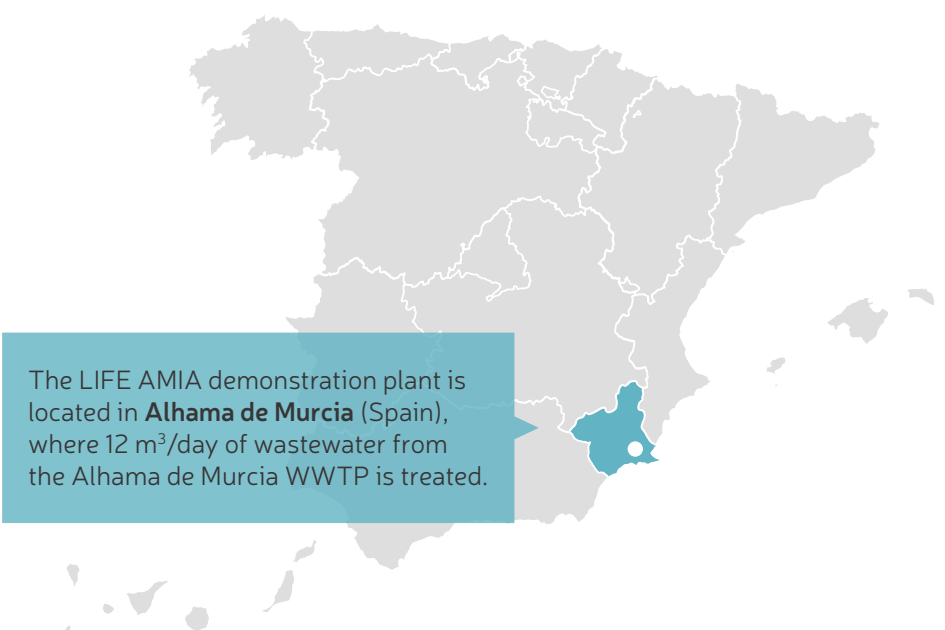 The LIFE AMIA demonstration plant is
located in Alhama de Murcia (Spain),
where 12 m³/day of wastewater from
the Alhama de Murcia WWTP is treated.